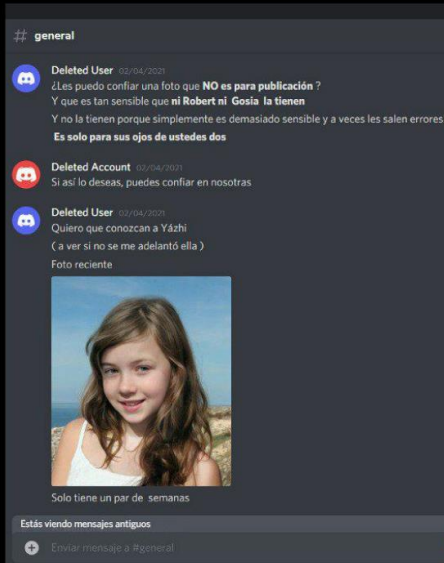 # general
Deleted User 02/04/2021
¿Les puedo confiar una foto que NO es para publicación ?
Y que es tan sensible que ni Robert ni Gosia la tienen
Y no la tienen porque simplemente es demasiado sensible y a veces les salen errores
Es solo para sus ojos de ustedes dos
Deleted Account 02/04/2021
Si así lo deseas, puedes confiar en nosotras
Deleted User 02/04/2021
Quiero que conozcan a Yázhi
( a ver si no se me adelantó ella )
Foto reciente
Solo tiene un par de semanas
Estás viendo mensajes antiguos
Enviar mensaje a #general